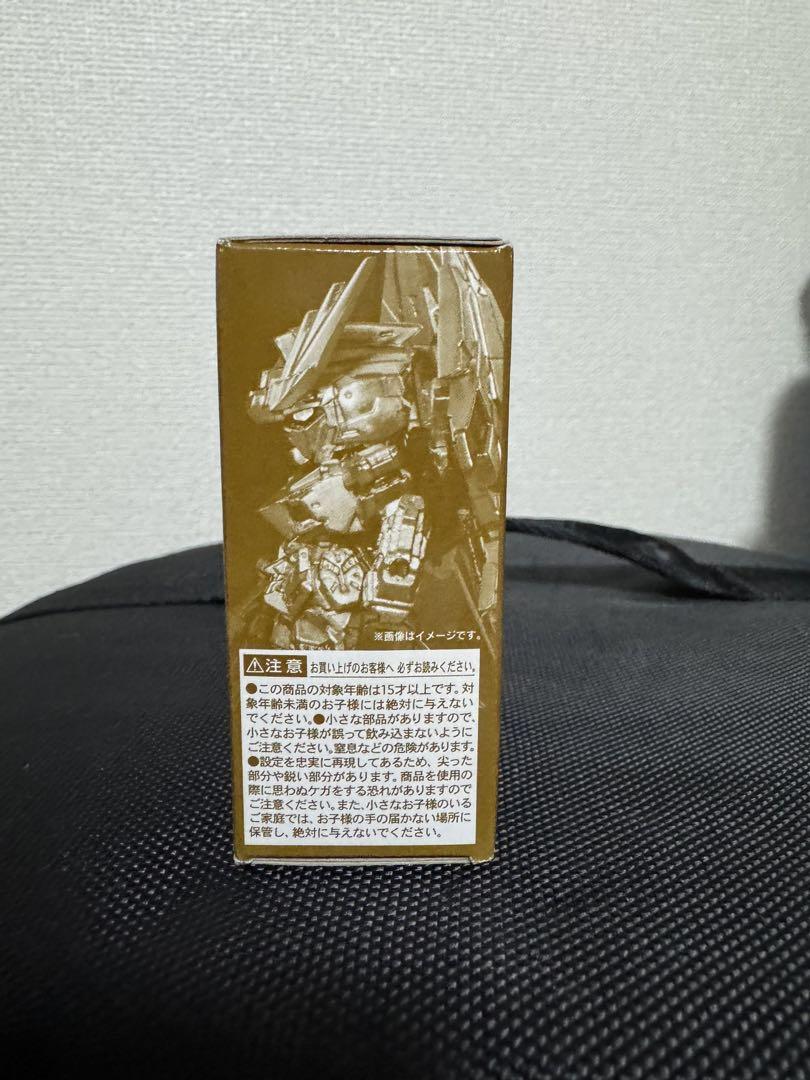 ※画像はイメージです。
⚠注意 お買い上げのお客様へ 必ずお読みください。
●この商品の対象年齢は15才以上です。対
象年齢未満のお子様には絶対に与えない
でください。●小さな部品がありますので、
小さなお子様が誤って飲み込まないように
ご注意ください。窒息などの危険があります。
●設定を忠実に再現してあるため、尖った
部分や鋭い部分があります。商品を使用の
際に思わぬケガをする恐れがありますので
ご注意ください。また、小さなお子様のいる
ご家庭では、お子様の手の届かない場所に
保管し、絶対に与えないでください。